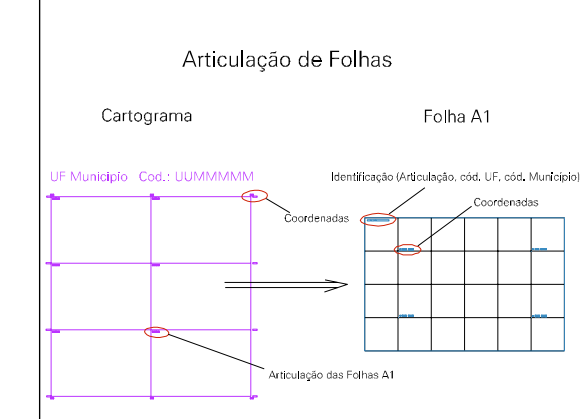 Articulação de Folhas
Cartograma
Folha A1
UF Municipio Cod.: UUMMMMM
Identificação (Articulação, cód. UF, cód. Município)
Coordenadas
Coordenadas
Articulação das Folhas A1